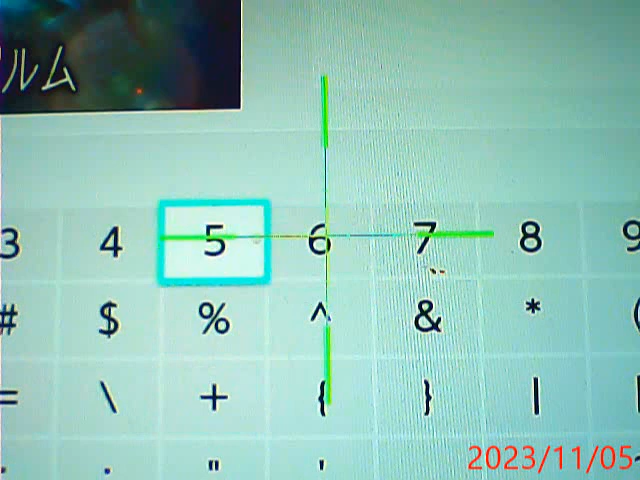 ルム
3 4 5 6 7 8 9
# $ % ^ & * (
= \ + { } |
. . " '
2023/11/05